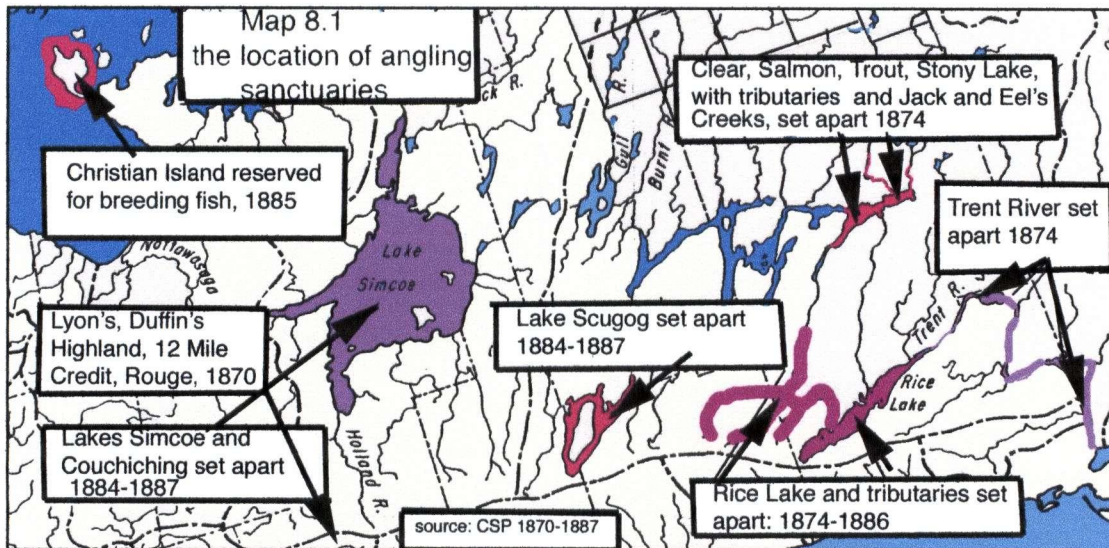 Map 8.1
the location of angling
sanctuaries
Clear, Salmon, Trout, Stony Lake,
with tributaries and Jack and Eel's
Creeks, set apart 1874
Christian Island reserved
for breeding fish, 1885
Trent River set
apart 1874
Gull R.
Burnt
R.
Nottawasaga
Lake
Simcoe
Lyon's, Duffin's
Highland, 12 Mile
Credit, Rouge, 1870
Lake Scugog set apart
1884-1887
Trent R.
Rice
Lake
Lakes Simcoe and
Couchiching set apart
1884-1887
Holland R.
Rice Lake and tributaries set
apart: 1874-1886
source: CSP 1870-1887